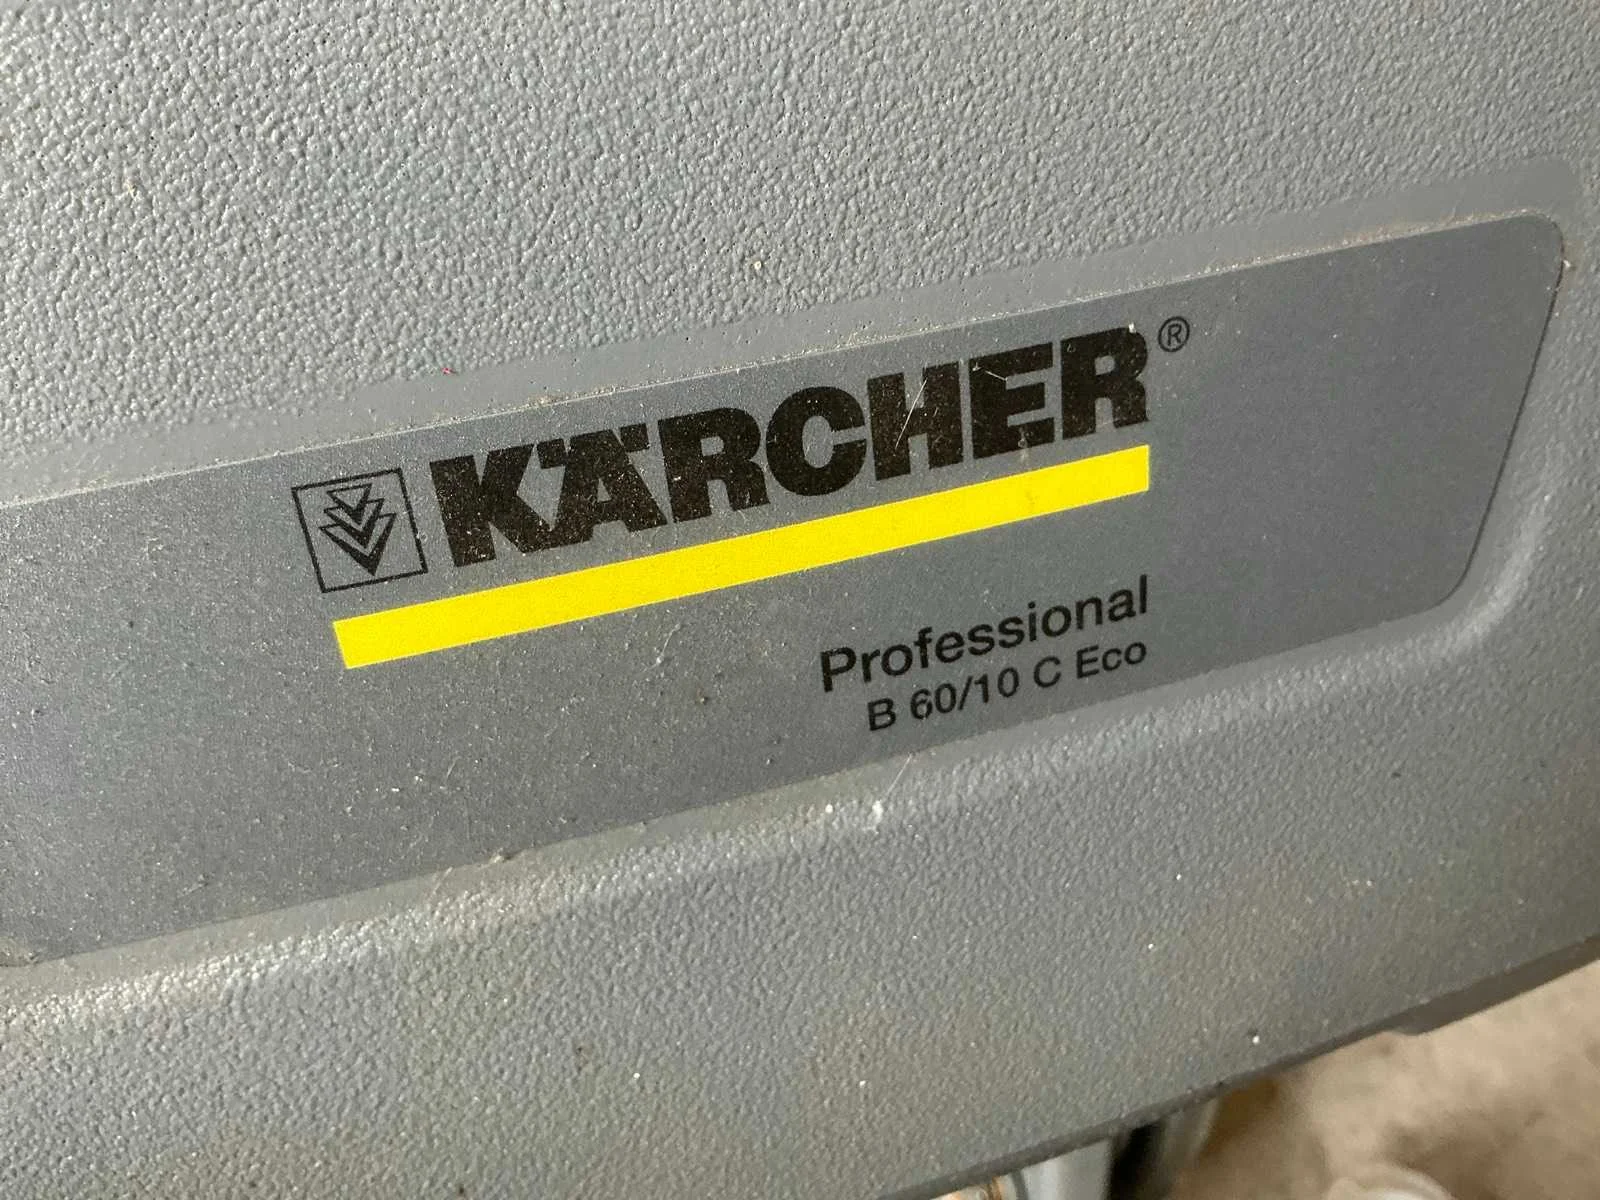 KÄRCHER®
Professional
B 60/10 C Eco